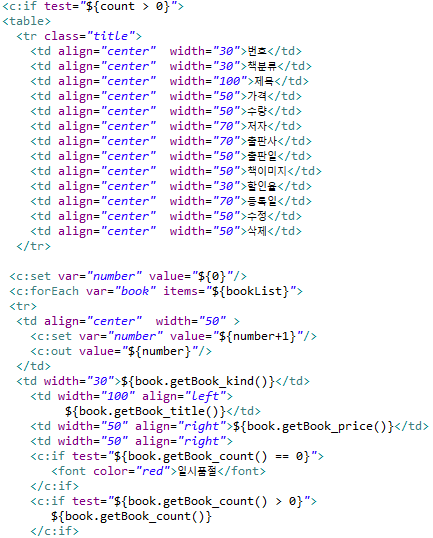 <c:if test="${count > 0}">
<table>
<tr class="title">
<td align="center"  width="30">번호</td>
<td align="center"  width="30">책분류</td>
<td align="center"  width="100">제목</td>
<td align="center"  width="50">가격</td>
<td align="center"  width="50">수량</td>
<td align="center"  width="70">저자</td>
<td align="center"  width="70">출판사</td>
<td align="center"  width="50">출판일</td>
<td align="center"  width="50">책이미지</td>
<td align="center"  width="30">할인율</td>
<td align="center"  width="70">등록일</td>
<td align="center"  width="50">수정</td>
<td align="center"  width="50">삭제</td>
</tr>
<c:set var="number" value="${0}"/>
<c:forEach var="book" items="${bookList}">
<tr>
<td align="center"  width="50" >
<c:set var="number" value="${number+1}"/>
<c:out value="${number}"/>
</td>
<td width="30">${book.getBook_kind()}</td>
<td width="100" align="left">
${book.getBook_title()}</td>
<td width="50" align="right">${book.getBook_price()}</td>
<td width="50" align="right">
<c:if test="${book.getBook_count() == 0}">
<font color="red">일시품절</font>
</c:if>
<c:if test="${book.getBook_count() > 0}">
${book.getBook_count()}
</c:if>